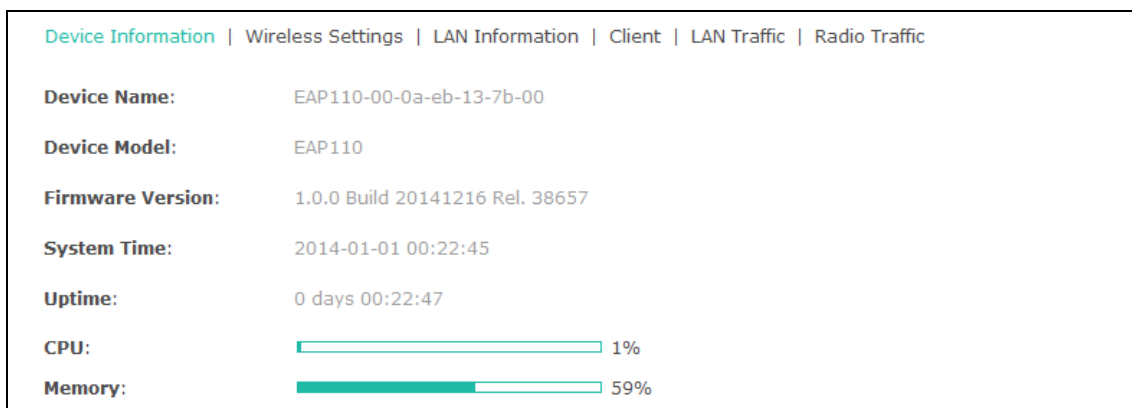 Device Information | Wireless Settings | LAN Information | Client | LAN Traffic | Radio Traffic
Device Name: EAP110-00-0a-eb-13-7b-00
Device Model: EAP110
Firmware Version: 1.0.0 Build 20141216 Rel. 38657
System Time: 2014-01-01 00:22:45
Uptime: 0 days 00:22:47
CPU: 1%
Memory: 59%